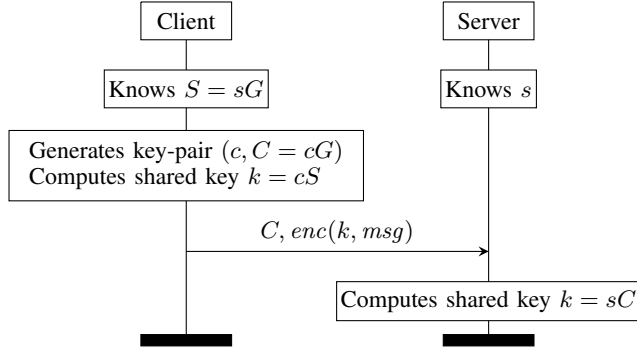 Client
Server
Knows S = sG
Knows s
Generates key-pair (c, C = cG)
Computes shared key k = cS
C, enc(k, msg)
Computes shared key k = sC